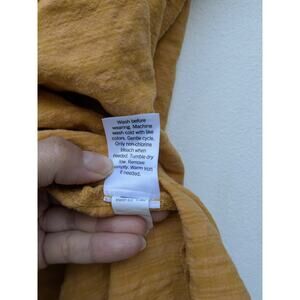 Wash before
wearing. Machine
wash cold with like
colors. Gentle cycle.
Only non-chlorine
bleach when
needed. Tumble dry
low. Remove
promptly. Warm iron
if needed.